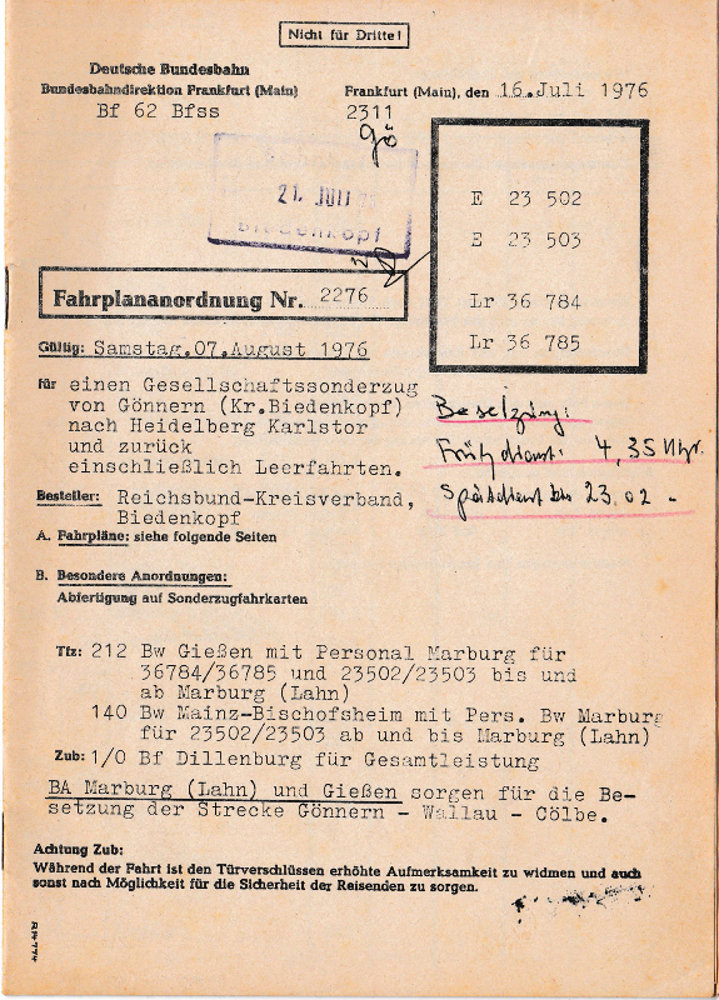 Nicht für Dritte!
Deutsche Bundesbahn
Bundesbahndirektion Frankfurt (Main)
Bf 62 Bfss
Frankfurt (Main), den 16. Juli 1976
2311
gö
21. JULI
Biedenkopf
E 23 502
E 23 503
Lr 36 784
Lr 36 785
Fahrplananordnung Nr. 2276
Gültig: Samstag.07.August 1976
für einen Gesellschaftssonderzug
von Gönnern (Kr.Biedenkopf)
nach Heidelberg Karlstor
und zurück
einschließlich Leerfahrten.
Besetzung:
Frühdienst: 4,35 Uhr.
Spätdienst bis 23.02 -
Besteller: Reichsbund-Kreisverband,
Biedenkopf
A. Fahrpläne: siehe folgende Seiten
B. Besondere Anordnungen:
Abfertigung auf Sonderzugfahrkarten
Tfz: 212 Bw Gießen mit Personal Marburg für
36784/36785 und 23502/23503 bis und
ab Marburg (Lahn)
140 Bw Mainz-Bischofsheim mit Pers. Bw Marburg
für 23502/23503 ab und bis Marburg (Lahn)
Zub: 1/0 Bf Dillenburg für Gesamtleistung
BA Marburg (Lahn) und Gießen sorgen für die Be-
setzung der Strecke Gönnern - Wallau - Cölbe.
Achtung Zub:
Während der Fahrt ist den Türverschlüssen erhöhte Aufmerksamkeit zu widmen und auch
sonst nach Möglichkeit für die Sicherheit der Reisenden zu sorgen.